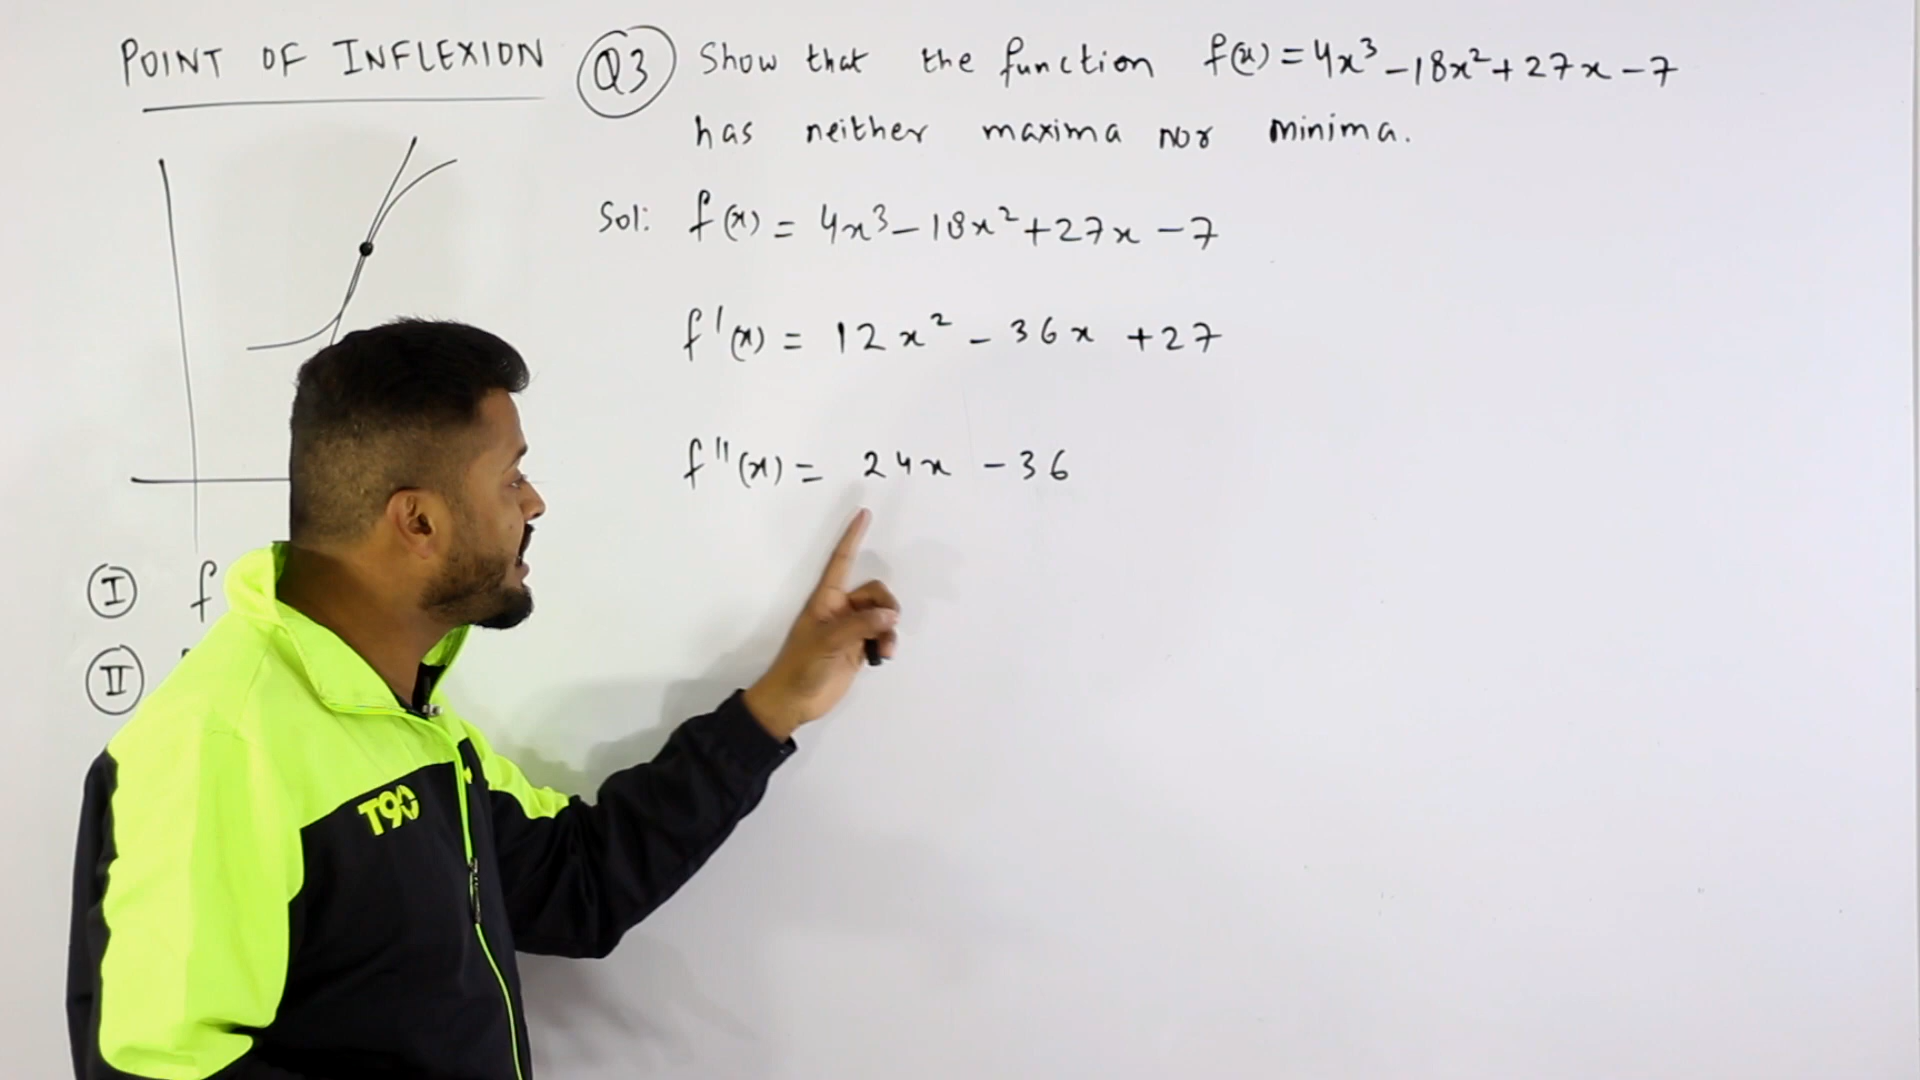 POINT OF INFLEXION
Q3 Show that the function f(x) = 4x³ - 18x² + 27x - 7
has neither maxima nor minima.
Sol: f(x) = 4x³ - 18x² + 27x - 7
f'(x) = 12x² - 36x + 27
f''(x) = 24x - 36
I f
II
T90